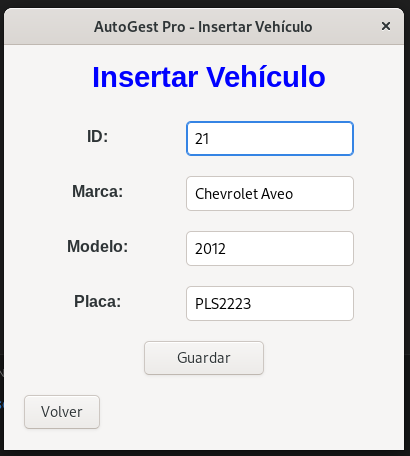 AutoGest Pro - Insertar Vehículo ×
Insertar Vehículo
ID: 21
Marca: Chevrolet Aveo
Modelo: 2012
Placa: PLS2223
Guardar
Volver